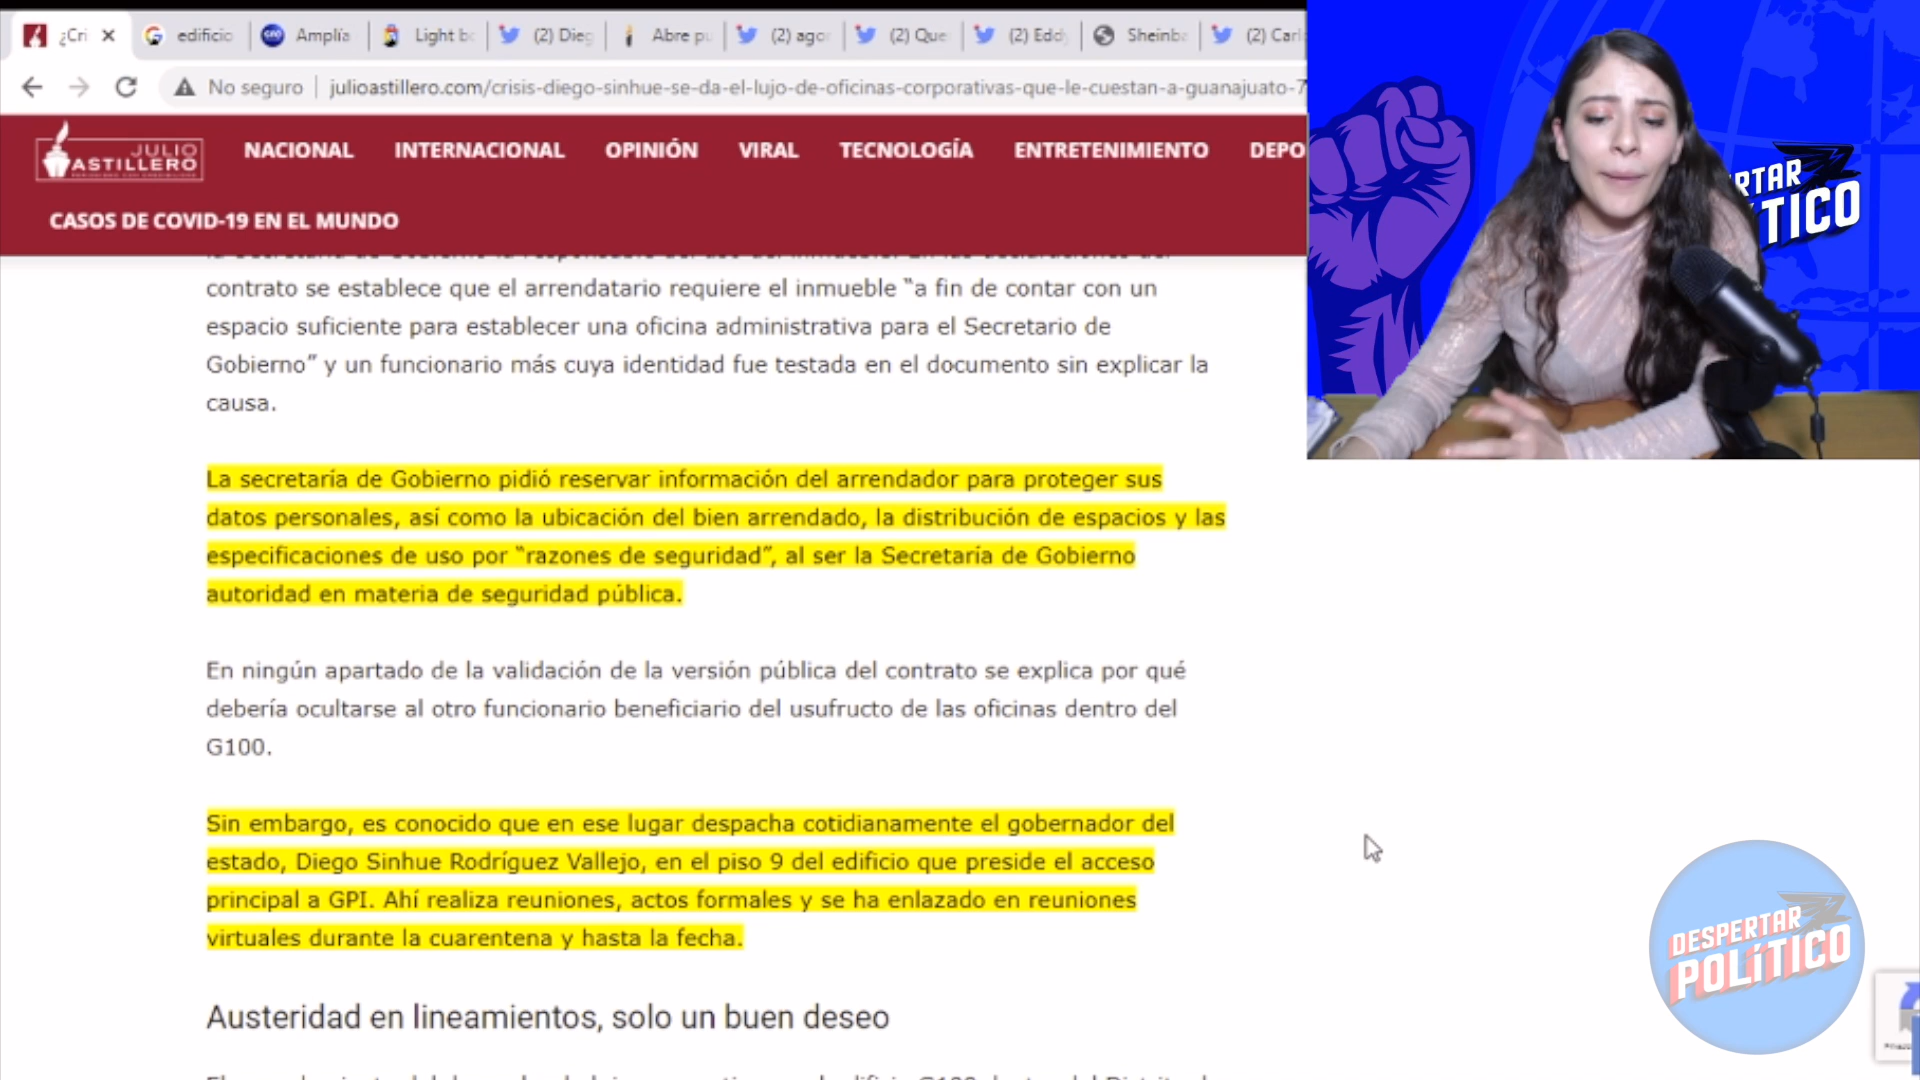 ¿Cri
edificio
Amplía
Light b
(2) Dieg
Abre pu
(2) ago
(2) Que
(2) Edd
Sheinba
(2) Carl
No seguro
julioastillero.com/crisis-diego-sinhue-se-da-el-lujo-de-oficinas-corporativas-que-le-cuestan-a-guanajuato-7
JULIO
ASTILLERO
NACIONAL
INTERNACIONAL
OPINIÓN
VIRAL
TECNOLOGÍA
ENTRETENIMIENTO
DEPO
CASOS DE COVID-19 EN EL MUNDO
RTAR
TICO
contrato se establece que el arrendatario requiere el inmueble “a fin de contar con un
espacio suficiente para establecer una oficina administrativa para el Secretario de
Gobierno” y un funcionario más cuya identidad fue testada en el documento sin explicar la
causa.
La secretaría de Gobierno pidió reservar información del arrendador para proteger sus
datos personales, así como la ubicación del bien arrendado, la distribución de espacios y las
especificaciones de uso por “razones de seguridad”, al ser la Secretaría de Gobierno
autoridad en materia de seguridad pública.
En ningún apartado de la validación de la versión pública del contrato se explica por qué
debería ocultarse al otro funcionario beneficiario del usufructo de las oficinas dentro del
G100.
Sin embargo, es conocido que en ese lugar despacha cotidianamente el gobernador del
estado, Diego Sinhue Rodríguez Vallejo, en el piso 9 del edificio que preside el acceso
principal a GPI. Ahí realiza reuniones, actos formales y se ha enlazado en reuniones
virtuales durante la cuarentena y hasta la fecha.
Austeridad en lineamientos, solo un buen deseo
DESPERTAR
POLíTICO